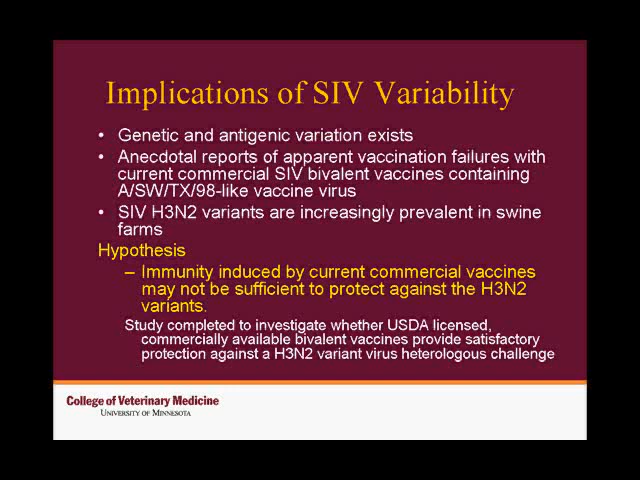 Implications of SIV Variability
• Genetic and antigenic variation exists
• Anecdotal reports of apparent vaccination failures with
current commercial SIV bivalent vaccines containing
A/SW/TX/98-like vaccine virus
• SIV H3N2 variants are increasingly prevalent in swine
farms
Hypothesis
– Immunity induced by current commercial vaccines
may not be sufficient to protect against the H3N2
variants.
Study completed to investigate whether USDA licensed,
commercially available bivalent vaccines provide satisfactory
protection against a H3N2 variant virus heterologous challenge
College of Veterinary Medicine
UNIVERSITY OF MINNESOTA